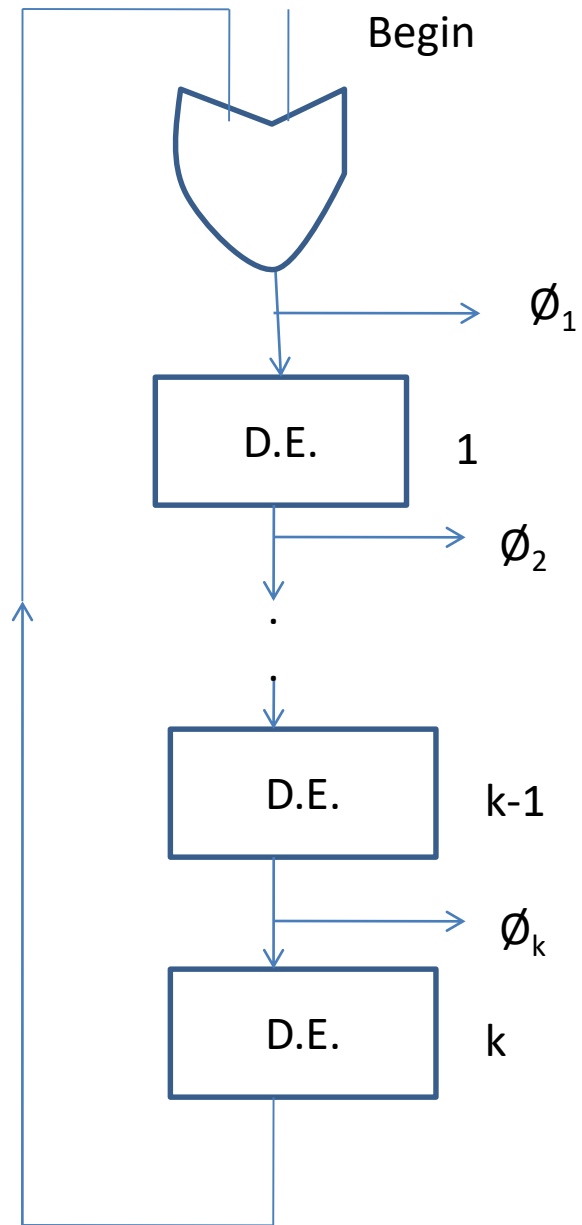 Begin
Ø₁
D.E. 1
Ø₂
.
.
D.E. k-1
Øₖ
D.E. k